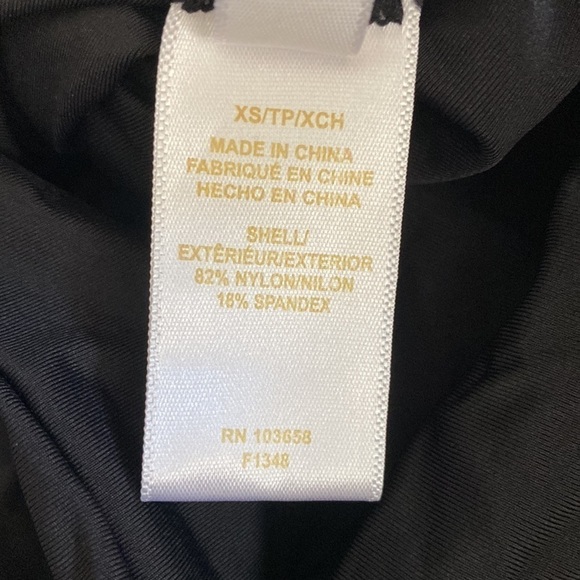 XS/TP/XCH
MADE IN CHINA
FABRIQUÉ EN CHINE
HECHO EN CHINA
SHELL/
EXTÊRIÉUR/EXTERIOR
82% NYLON/NILON
18% SPANDEX
RN 103658
F1348